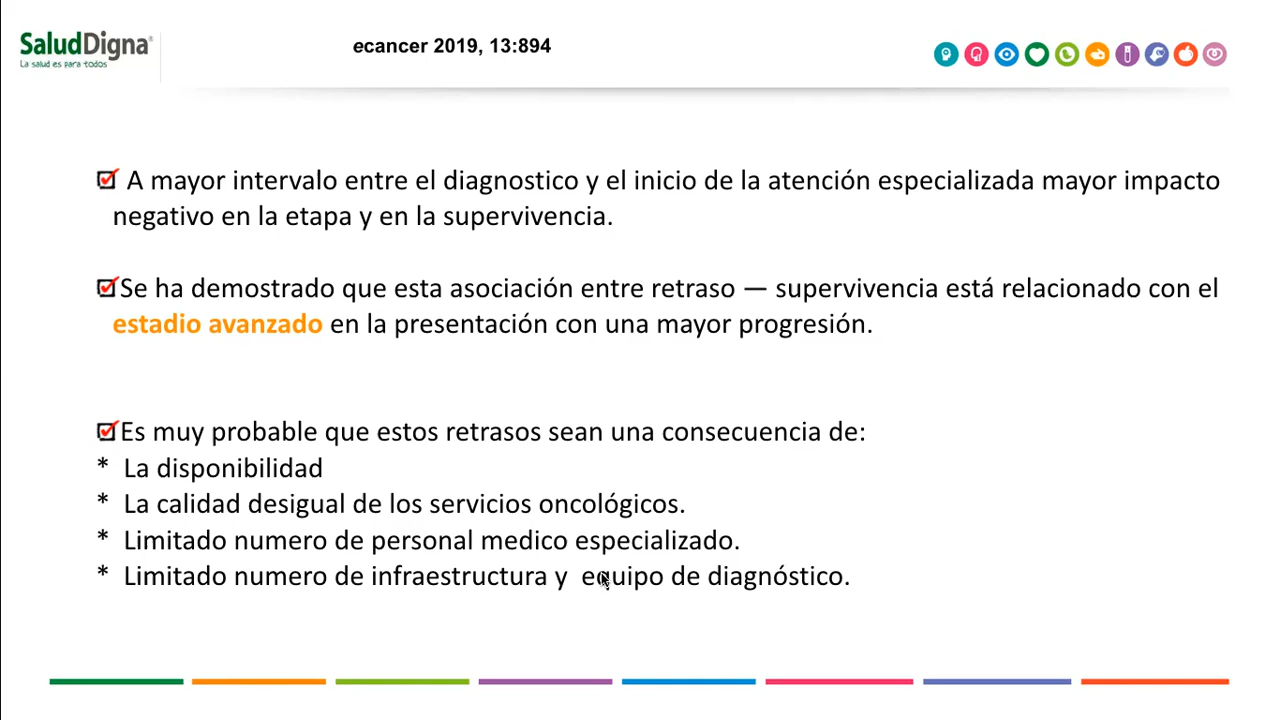 SaludDigna
La salud es para todos
ecancer 2019, 13:894
A mayor intervalo entre el diagnostico y el inicio de la atención especializada mayor impacto
negativo en la etapa y en la supervivencia.
Se ha demostrado que esta asociación entre retraso — supervivencia está relacionado con el
estadio avanzado en la presentación con una mayor progresión.
Es muy probable que estos retrasos sean una consecuencia de:
* La disponibilidad
* La calidad desigual de los servicios oncológicos.
* Limitado numero de personal medico especializado.
* Limitado numero de infraestructura y equipo de diagnóstico.